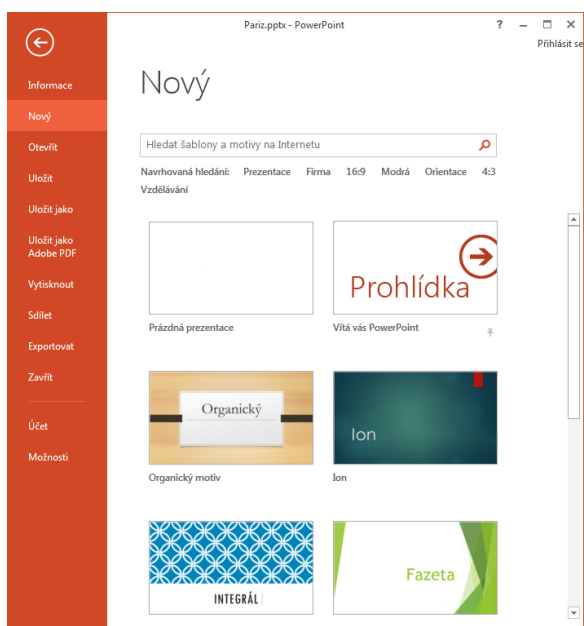 Pariz.pptx - PowerPoint
?
Přihlásit se
Informace
Nový
Otevřít
Uložit
Uložit jako
Uložit jako
Adobe PDF
Vytisknout
Sdílet
Exportovat
Zavřít
Účet
Možnosti
Nový
Hledat šablony a motivy na Internetu
Navrhovaná hledání: Prezentace Firma 16:9 Modrá Orientace 4:3
Vzdělávání
Prohlídka
Prázdná prezentace
Vítá vás PowerPoint
Organický
Ion
Organický motiv
Ion
INTEGRÁL
Fazeta